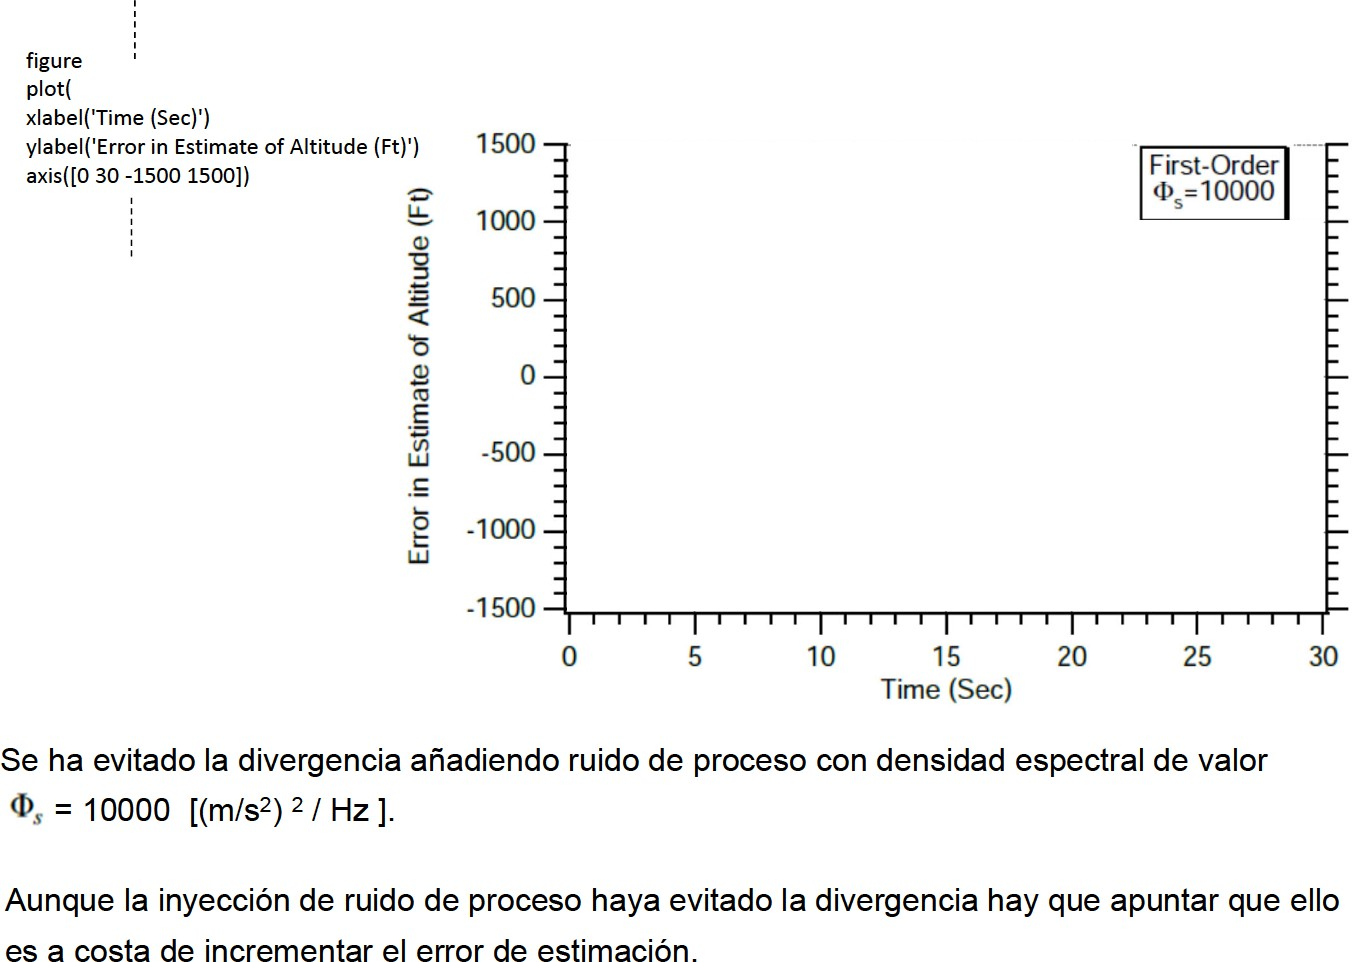 figure
plot(
xlabel('Time (Sec)')
ylabel('Error in Estimate of Altitude (Ft)')
axis([0 30 -1500 1500])
Error in Estimate of Altitude (Ft)
1500
1000
500
0
-500
-1000
-1500
First-Order
Φs=10000
0 5 10 15 20 25 30
Time (Sec)
Se ha evitado la divergencia añadiendo ruido de proceso con densidad espectral de valor
Φs = 10000 [(m/s²) ² / Hz ].
Aunque la inyección de ruido de proceso haya evitado la divergencia hay que apuntar que ello
es a costa de incrementar el error de estimación.